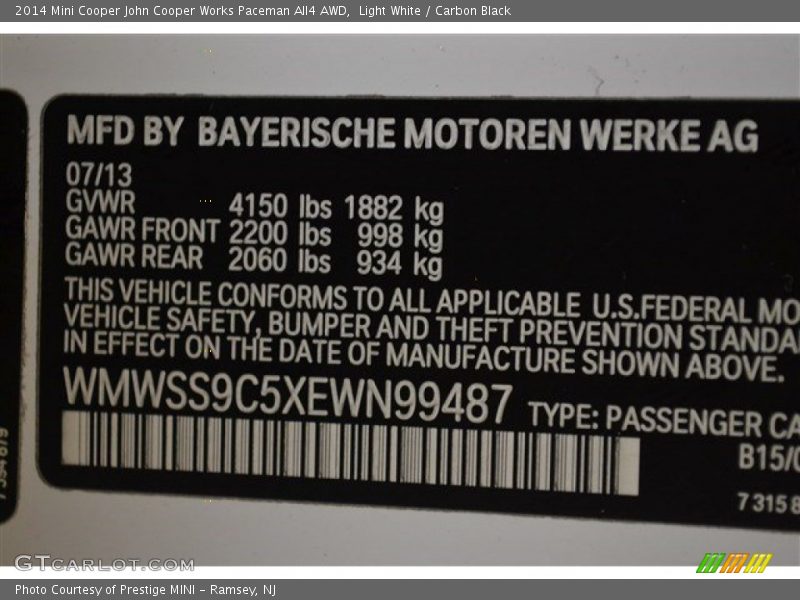 2014 Mini Cooper John Cooper Works Paceman All4 AWD,  Light White / Carbon Black
MFD BY BAYERISCHE MOTOREN WERKE AG
07/13
GVWR 4150 lbs 1882 kg
GAWR FRONT 2200 lbs 998 kg
GAWR REAR 2060 lbs 934 kg
THIS VEHICLE CONFORMS TO ALL APPLICABLE U.S.FEDERAL MO
VEHICLE SAFETY, BUMPER AND THEFT PREVENTION STANDA
IN EFFECT ON THE DATE OF MANUFACTURE SHOWN ABOVE.
WMWSS9C5XEWN99487 TYPE: PASSENGER CA
B15/0
7 315 8
GTCARLOT.COM
Photo Courtesy of Prestige MINI - Ramsey, NJ